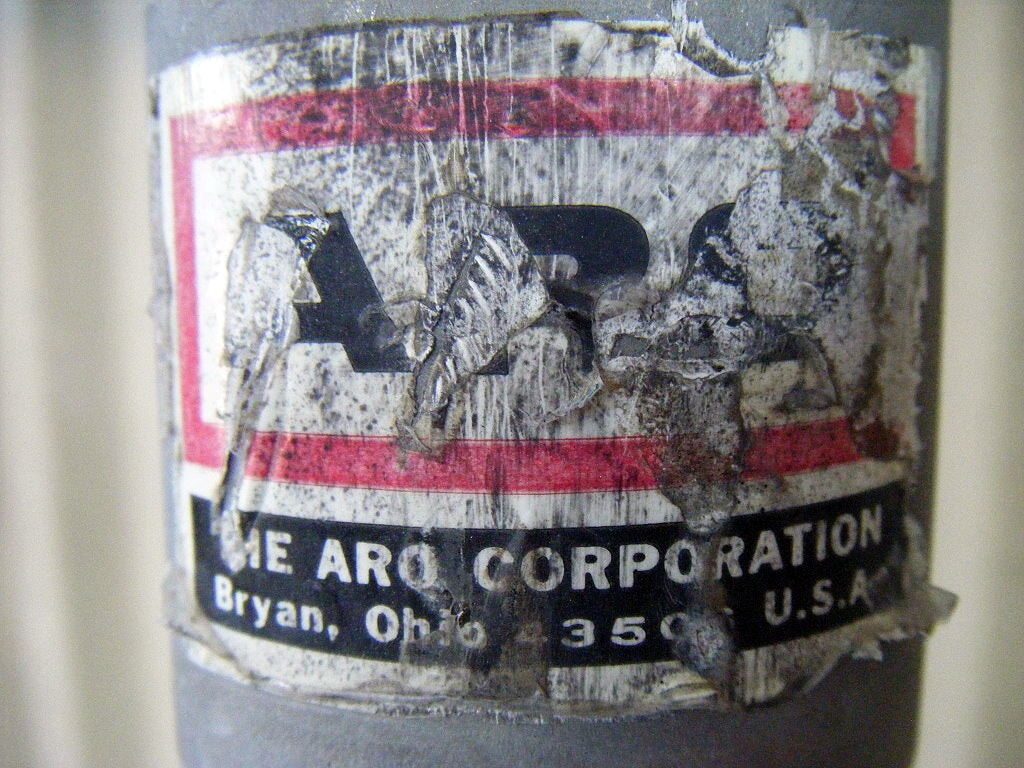 ARO
THE ARO CORPORATION
Bryan, Ohio U.S.A.